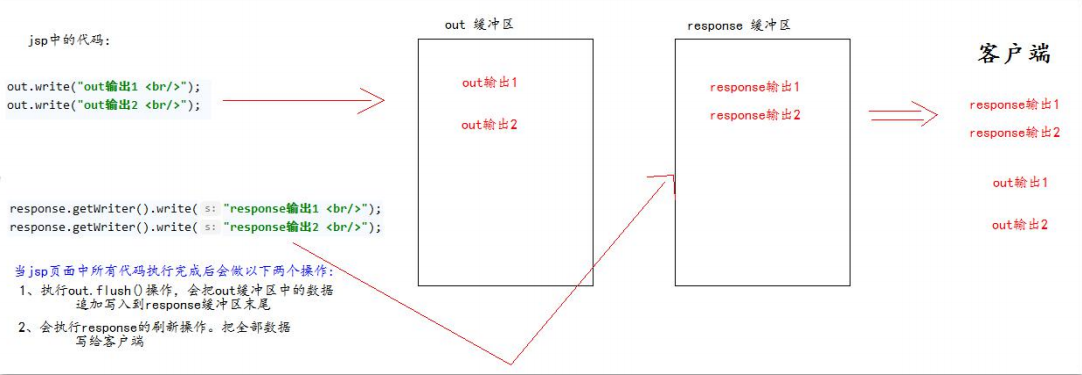 jsp中的代码:
out.write("out输出1 <br/>");
out.write("out输出2 <br/>");
response.getWriter().write( s: "response输出1 <br/>");
response.getWriter().write( s: "response输出2 <br/>");
当jsp页面中所有代码执行完成后会做以下两个操作:
1、执行out.flush()操作, 会把out缓冲区中的数据
追加写入到response缓冲区末尾
2、会执行response的刷新操作。把全部数据
写给客户端
out 缓冲区
out输出1
out输出2
response 缓冲区
response输出1
response输出2
客户端
response输出1
response输出2
out输出1
out输出2